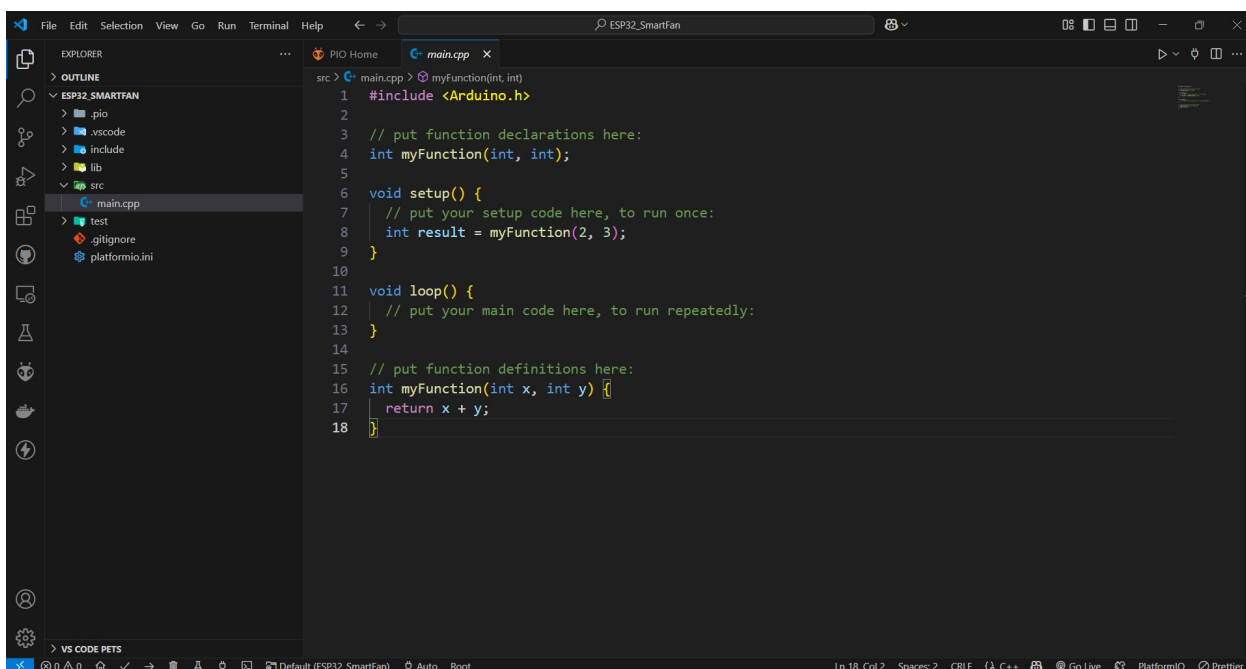 File Edit Selection View Go Run Terminal Help
ESP32_SmartFan
EXPLORER
OUTLINE
ESP32_SMARTFAN
.pio
.vscode
include
lib
src
main.cpp
test
.gitignore
platformio.ini
VS CODE PETS
PIO Home main.cpp
src > main.cpp > myFunction(int, int)
1 #include <Arduino.h>
2
3 // put function declarations here:
4 int myFunction(int, int);
5
6 void setup() {
7   // put your setup code here, to run once:
8   int result = myFunction(2, 3);
9 }
10
11 void loop() {
12   // put your main code here, to run repeatedly:
13 }
14
15 // put function definitions here:
16 int myFunction(int x, int y) {
17   return x + y;
18 }
0 0 Default (ESP32_SmartFan) Auto Root Ln 18, Col 2 Spaces: 2 CRLF {} C++ Go Live PlatformIO Prettier